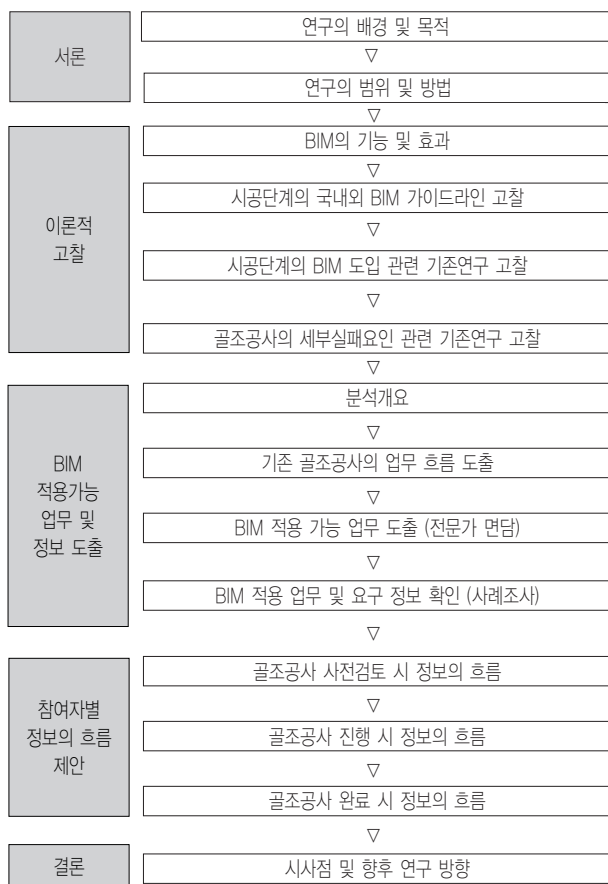 서론
연구의 배경 및 목적
▽
연구의 범위 및 방법
▽
이론적
고찰
BIM의 기능 및 효과
▽
시공단계의 국내외 BIM 가이드라인 고찰
▽
시공단계의 BIM 도입 관련 기존연구 고찰
▽
골조공사의 세부실패요인 관련 기존연구 고찰
▽
BIM
적용가능
업무 및
정보 도출
분석개요
▽
기존 골조공사의 업무 흐름 도출
▽
BIM 적용 가능 업무 도출 (전문가 면담)
▽
BIM 적용 업무 및 요구 정보 확인 (사례조사)
▽
참여자별
정보의 흐름
제안
골조공사 사전검토 시 정보의 흐름
▽
골조공사 진행 시 정보의 흐름
▽
골조공사 완료 시 정보의 흐름
▽
결론
시사점 및 향후 연구 방향